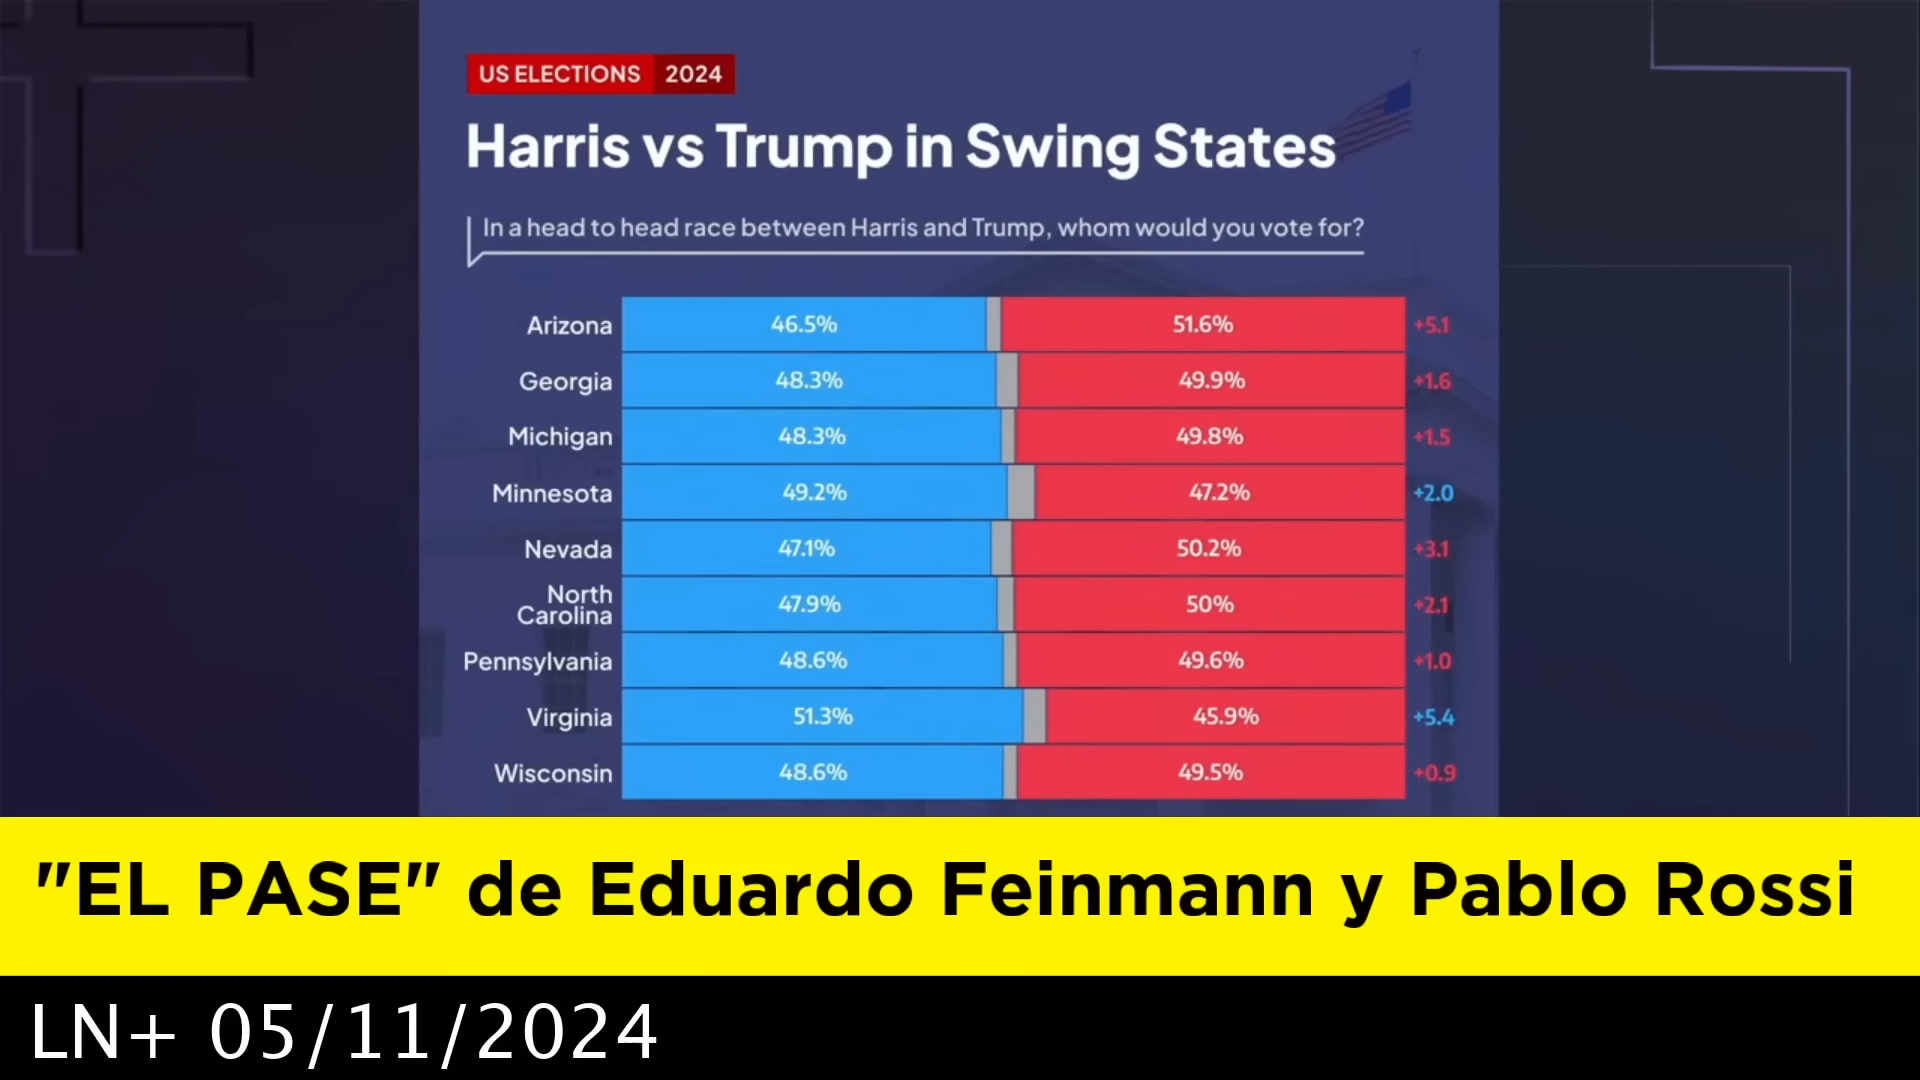 US ELECTIONS 2024
Harris vs Trump in Swing States
In a head to head race between Harris and Trump, whom would you vote for?
Arizona 46.5% 51.6% +5.1
Georgia 48.3% 49.9% +1.6
Michigan 48.3% 49.8% +1.5
Minnesota 49.2% 47.2% +2.0
Nevada 47.1% 50.2% +3.1
North
Carolina 47.9% 50% +2.1
Pennsylvania 48.6% 49.6% +1.0
Virginia 51.3% 45.9% +5.4
Wisconsin 48.6% 49.5% +0.9
"EL PASE" de Eduardo Feinmann y Pablo Rossi
LN+ 05/11/2024